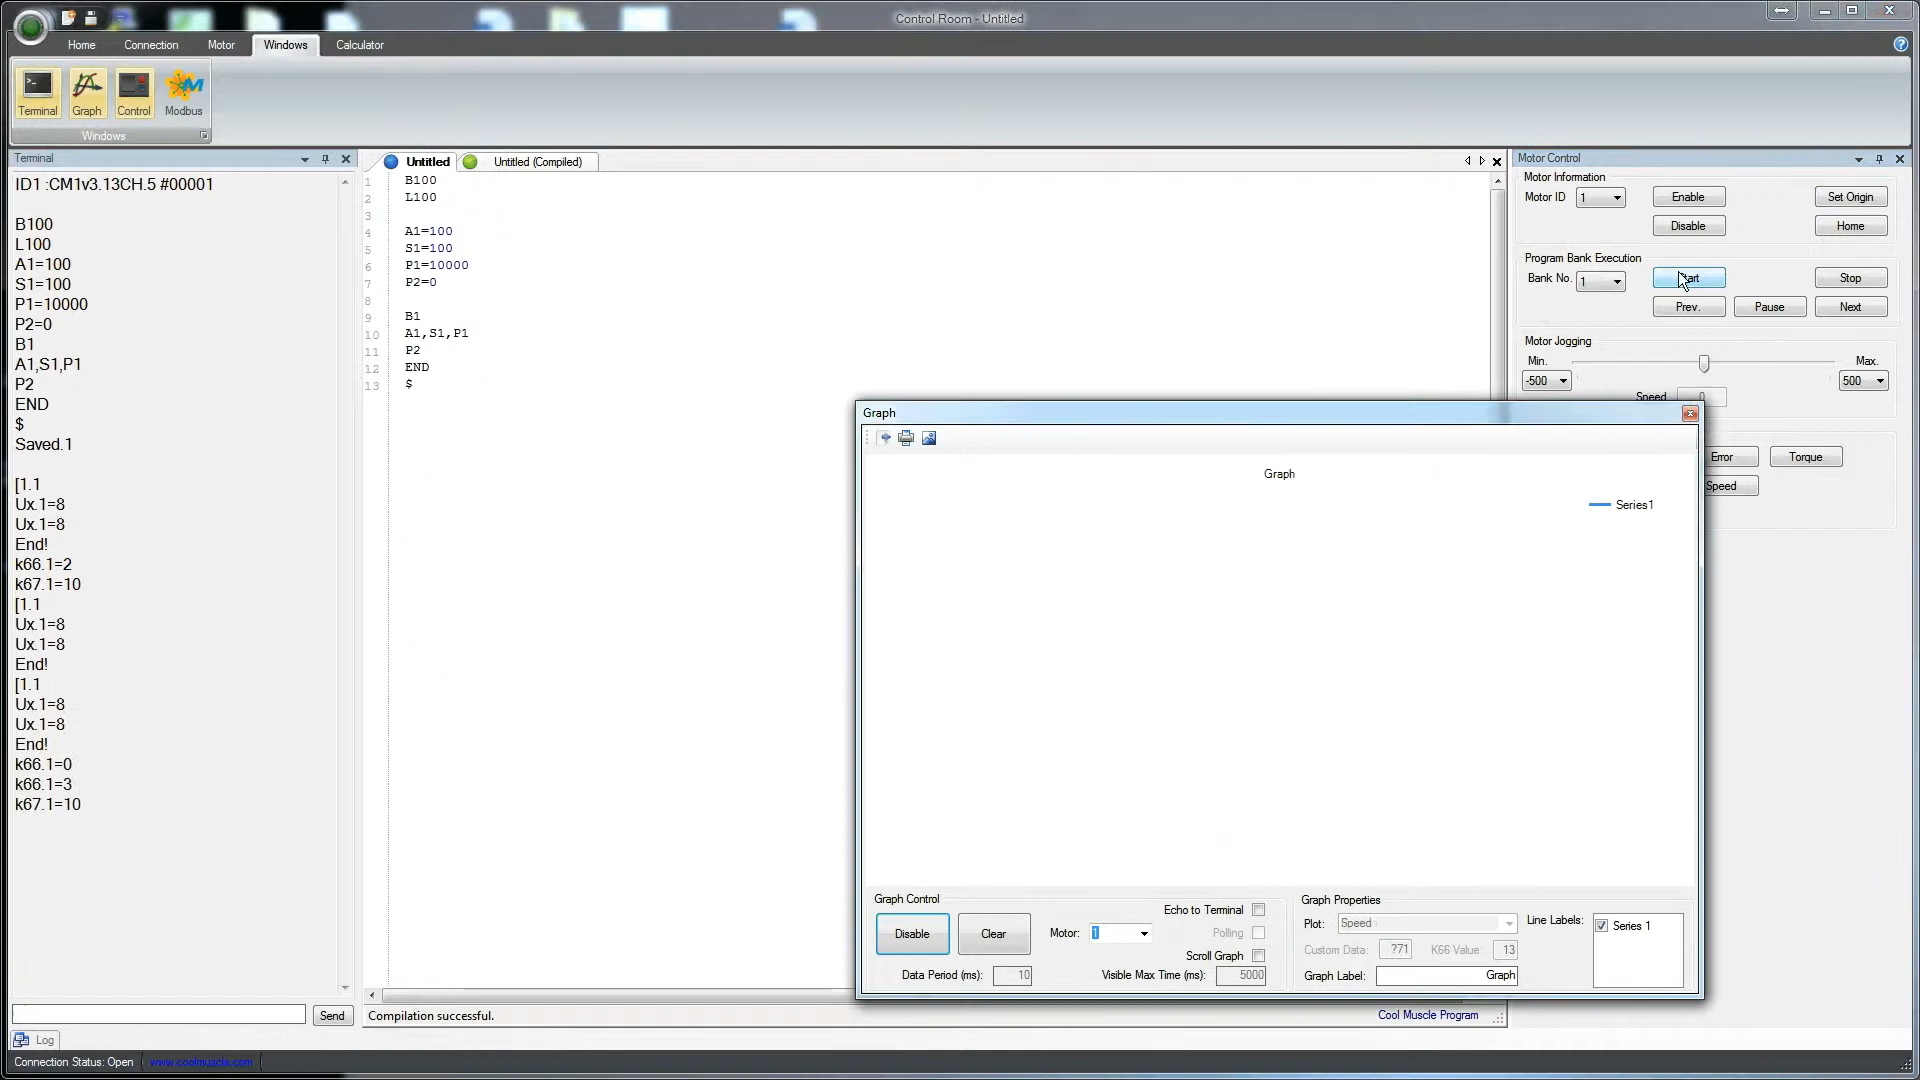 Control Room - Untitled
Home Connection Motor Windows Calculator
Terminal Graph Control Modbus
Windows
Terminal
ID1 :CM1v3.13CH.5 #00001
B100
L100
A1=100
S1=100
P1=10000
P2=0
B1
A1,S1,P1
P2
END
$
Saved.1
[1.1
Ux.1=8
Ux.1=8
End!
k66.1=2
k67.1=10
[1.1
Ux.1=8
Ux.1=8
End!
[1.1
Ux.1=8
Ux.1=8
End!
k66.1=0
k66.1=3
k67.1=10
Send
Log
Connection Status: Open www.coolmuscle.com
Untitled Untitled (Compiled)
1 B100
2 L100
3
4 A1=100
5 S1=100
6 P1=10000
7 P2=0
8
9 B1
10 A1,S1,P1
11 P2
12 END
13 $
Compilation successful. Cool Muscle Program
Motor Control
Motor Information
Motor ID 1 Enable Set Origin
Disable Home
Program Bank Execution
Bank No. 1 Stop
Prev. Pause Next
Motor Jogging
Min. Max.
-500 500
Speed 0
Error Torque
Speed
Graph
Graph
Series1
Graph Control
Disable Clear Motor: 1
Echo to Terminal
Polling
Scroll Graph
Data Period (ms): 10 Visible Max Time (ms): 5000
Graph Properties
Plot: Speed Line Labels: Series 1
Custom Data: ?71 K66 Value: 13
Graph Label: Graph